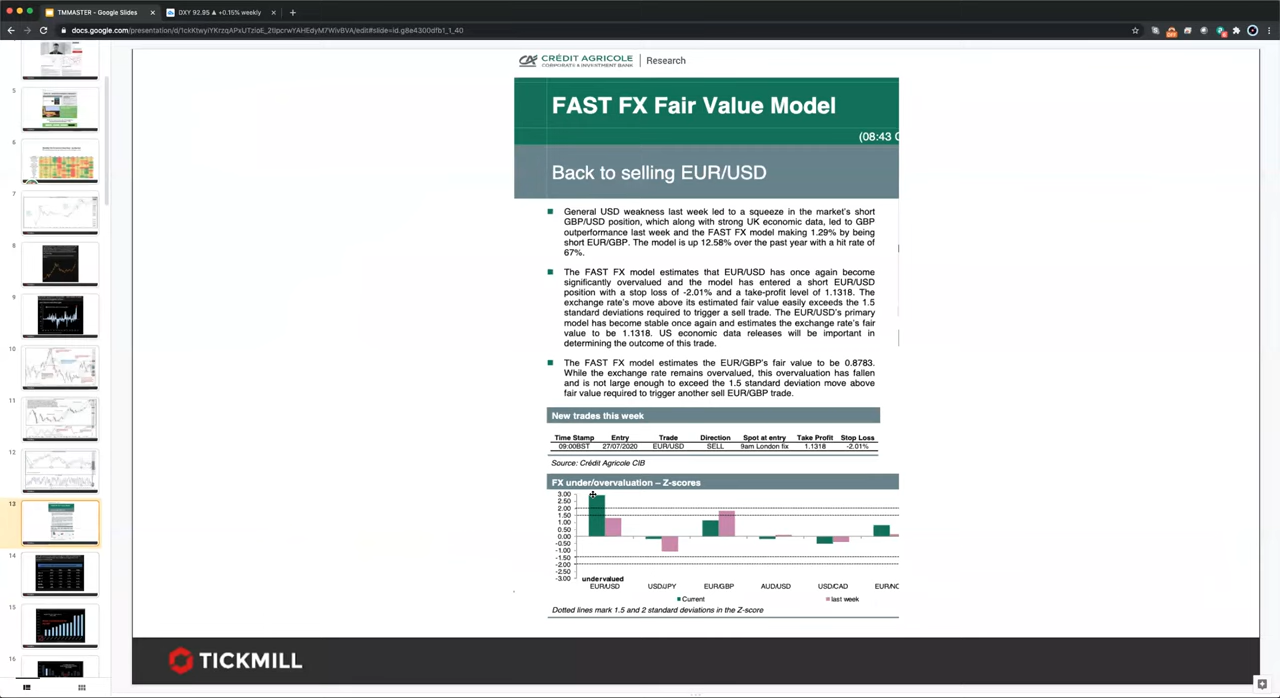 TMMASTER - Google Slides
DXY 92.95 ▲ +0.15% weekly
5
6
7
8
9
10
11
12
13
14
15
16
CRÉDIT AGRICOLE
CORPORATE & INVESTMENT BANK
Research
FAST FX Fair Value Model
(08:43
Back to selling EUR/USD
General USD weakness last week led to a squeeze in the market's short
GBP/USD position, which along with strong UK economic data, led to GBP
outperformance last week and the FAST FX model making 1.29% by being
short EUR/GBP. The model is up 12.58% over the past year with a hit rate of
67%.
The FAST FX model estimates that EUR/USD has once again become
significantly overvalued and the model has entered a short EUR/USD
position with a stop loss of -2.01% and a take-profit level of 1.1318. The
exchange rate's move above its estimated fair value easily exceeds the 1.5
standard deviations required to trigger a sell trade. The EUR/USD's primary
model has become stable once again and estimates the exchange rate's fair
value to be 1.1318. US economic data releases will be important in
determining the outcome of this trade.
The FAST FX model estimates the EUR/GBP's fair value to be 0.8783.
While the exchange rate remains overvalued, this overvaluation has fallen
and is not large enough to exceed the 1.5 standard deviation move above
fair value required to trigger another sell EUR/GBP trade.
New trades this week
Time Stamp Entry Trade Direction Spot at entry Take Profit Stop Loss
09:00BST 27/07/2020 EUR/USD SELL 9am London fix 1.1318 -2.01%
Source: Crédit Agricole CIB
FX under/overvaluation – Z-scores
3.00
2.50
2.00
1.50
1.00
0.50
0.00
-0.50
-1.00
-1.50
-2.00
-2.50
-3.00
undervalued
EUR/USD USD/JPY EUR/GBP AUD/USD USD/CAD EUR/NO
Current last week
Dotted lines mark 1.5 and 2 standard deviations in the Z-score
TICKMILL